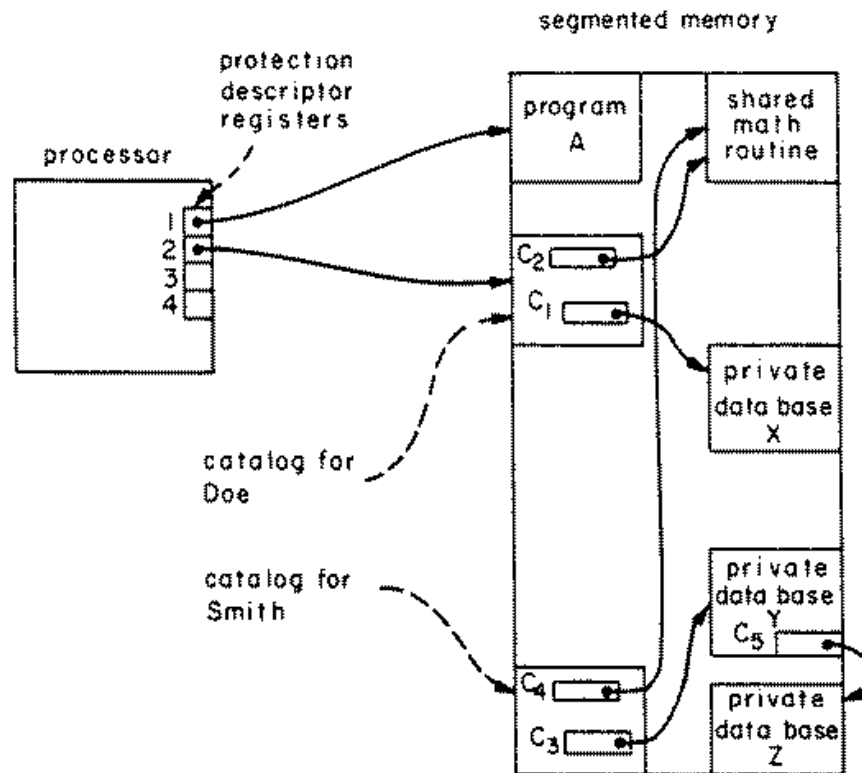 segmented memory
protection
descriptor
registers
processor
program
A
shared
math
routine
1
2
3
4
C2
C1
private
data base
X
catalog for
Doe
catalog for
Smith
private
data base
Y
C5
C4
C3
private
data base
Z